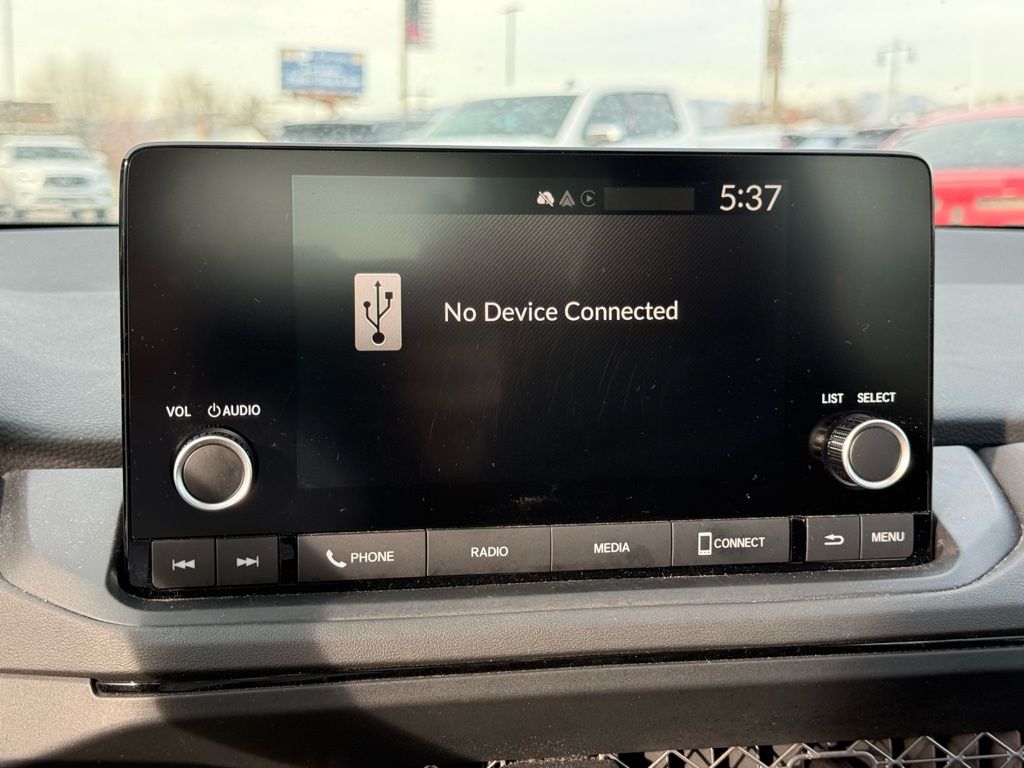 5:37
No Device Connected
VOL AUDIO
LIST SELECT
PHONE
RADIO
MEDIA
CONNECT
MENU